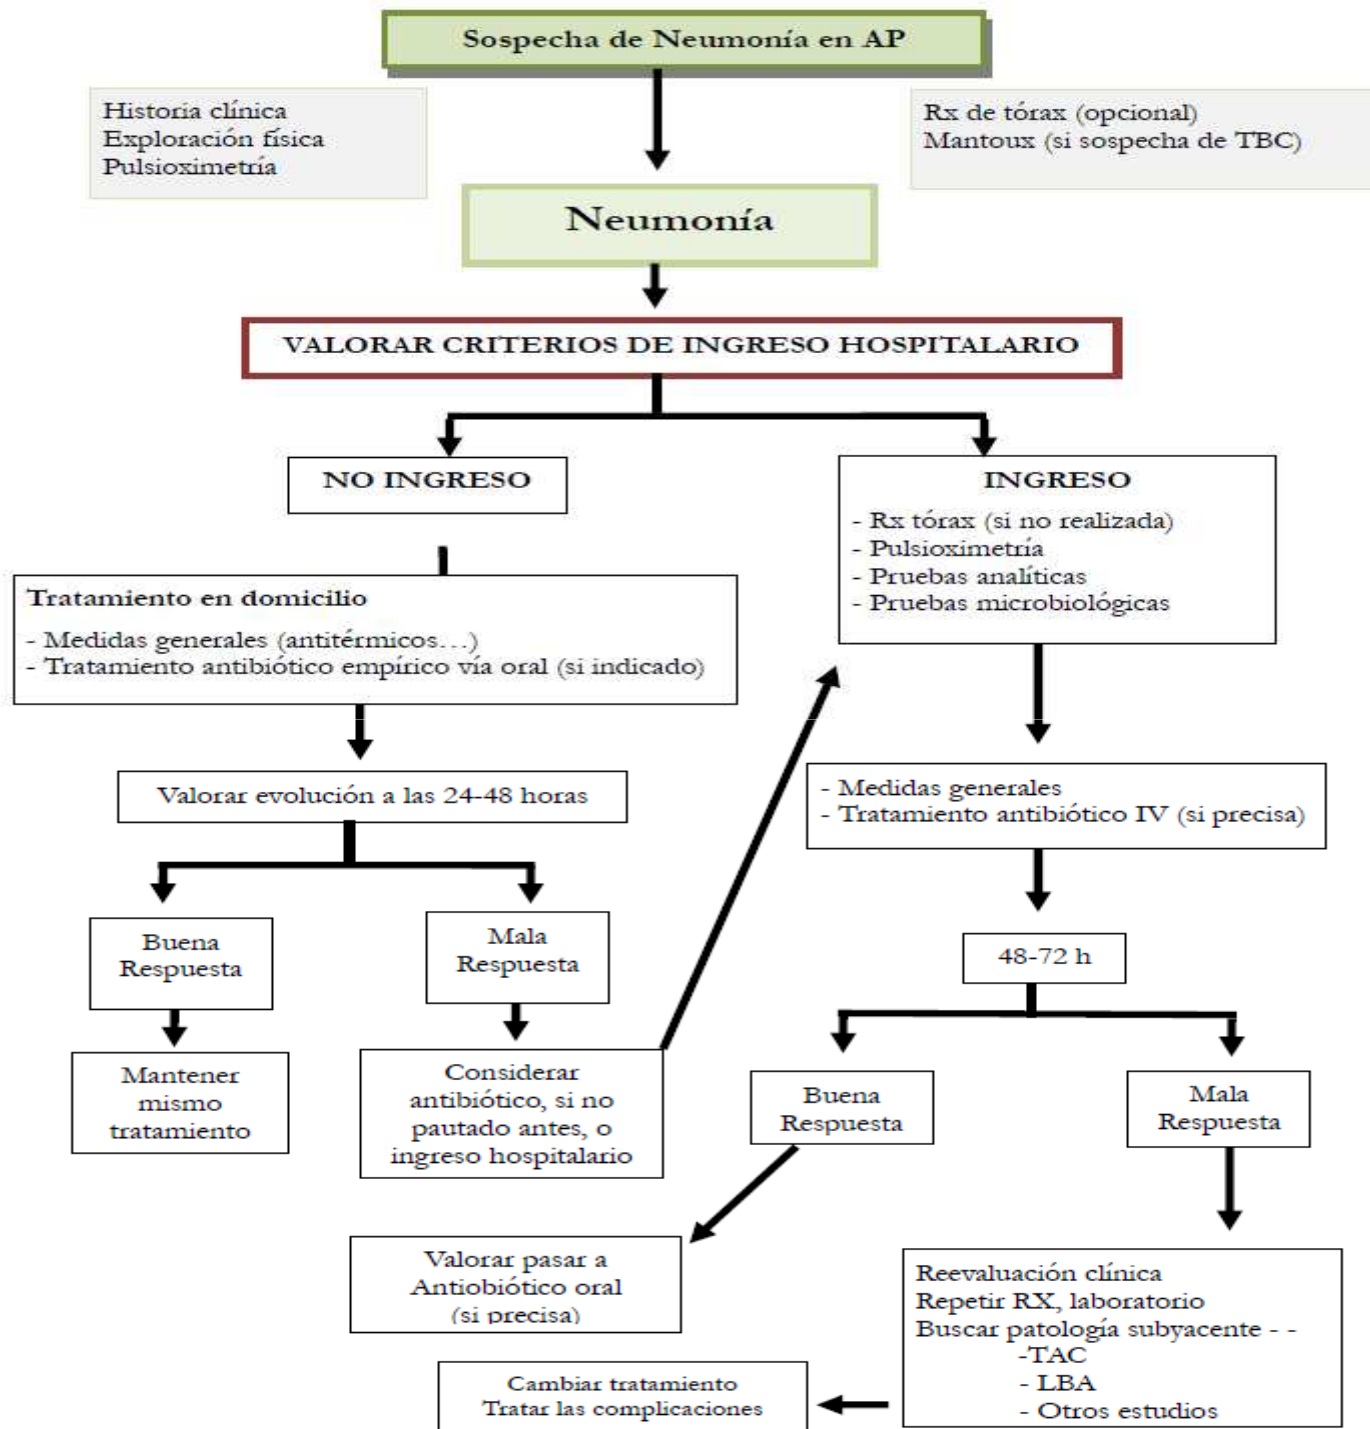 Sospecha de Neumonía en AP
Historia clínica
Exploración física
Pulsioximetría
Rx de tórax (opcional)
Mantoux (si sospecha de TBC)
Neumonía
VALORAR CRITERIOS DE INGRESO HOSPITALARIO
NO INGRESO
INGRESO
- Rx tórax (si no realizada)
- Pulsioximetría
- Pruebas analíticas
- Pruebas microbiológicas
Tratamiento en domicilio
- Medidas generales (antitérmicos...)
- Tratamiento antibiótico empírico vía oral (si indicado)
Valorar evolución a las 24-48 horas
- Medidas generales
- Tratamiento antibiótico IV (si precisa)
Buena
Respuesta
Mala
Respuesta
48-72 h
Mantener
mismo
tratamiento
Considerar
antibiótico, si no
pautado antes, o
ingreso hospitalario
Buena
Respuesta
Mala
Respuesta
Valorar pasar a
Antiobiótico oral
(si precisa)
Reevaluación clínica
Repetir RX, laboratorio
Buscar patología subyacente - -
-TAC
- LBA
- Otros estudios
Cambiar tratamiento
Tratar las complicaciones